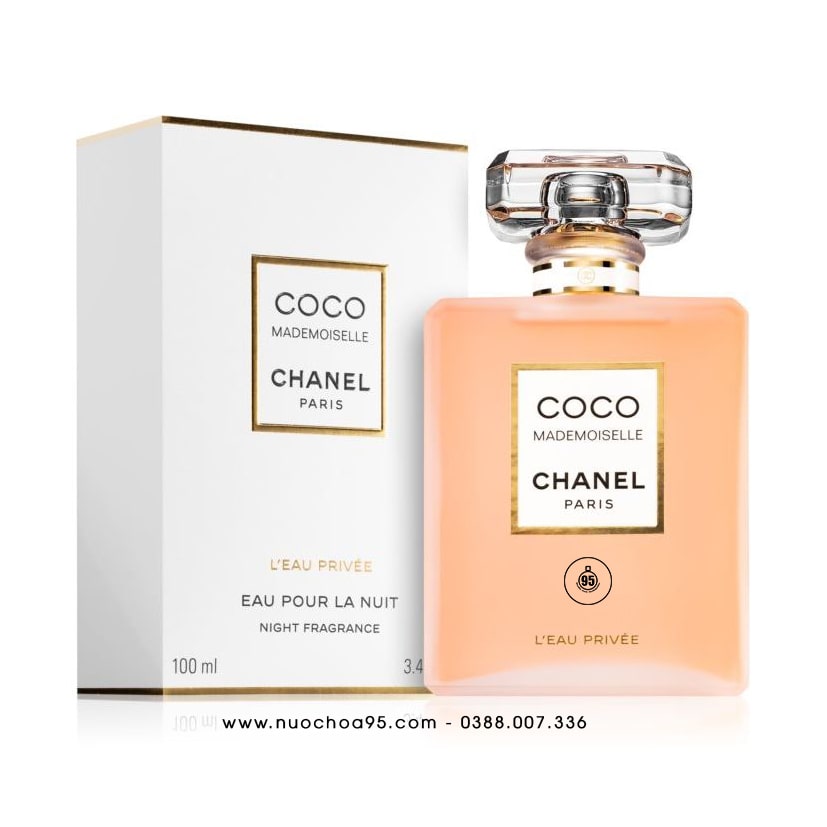 COCO
MADEMOISELLE
CHANEL
PARIS
L'EAU PRIVÉE
EAU POUR LA NUIT
NIGHT FRAGRANCE
100 ml
3.4
COCO
MADEMOISELLE
CHANEL
PARIS
95
L'EAU PRIVÉE
www.nuochoa95.com - 0388.007.336